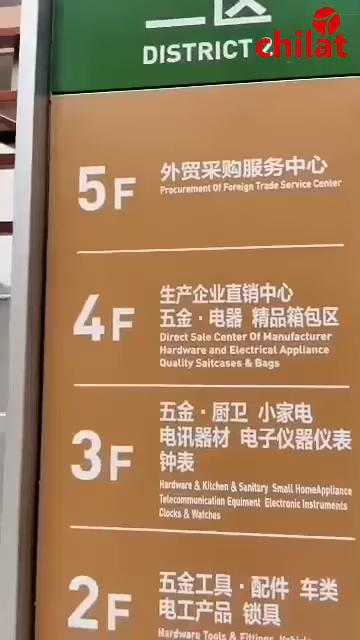 二区
DISTRICT 2
chilat
5F
外贸采购服务中心
Procurement Of Foreign Trade Service Center
4F
生产企业直销中心
五金·电器 精品箱包区
Direct Sale Center Of Manufacturer
Hardware and Electrical Appliance
Quality Saitcases & Bags
3F
五金·厨卫 小家电
电讯器材 电子仪器仪表
钟表
Hardware & Kitchen & Sanitary Small HomeAppliance
Telecommunication Equiment Electronic Instruments
Clocks & Watches
2F
五金工具·配件 车类
电工产品 锁具
Hardware Tools & Fittings